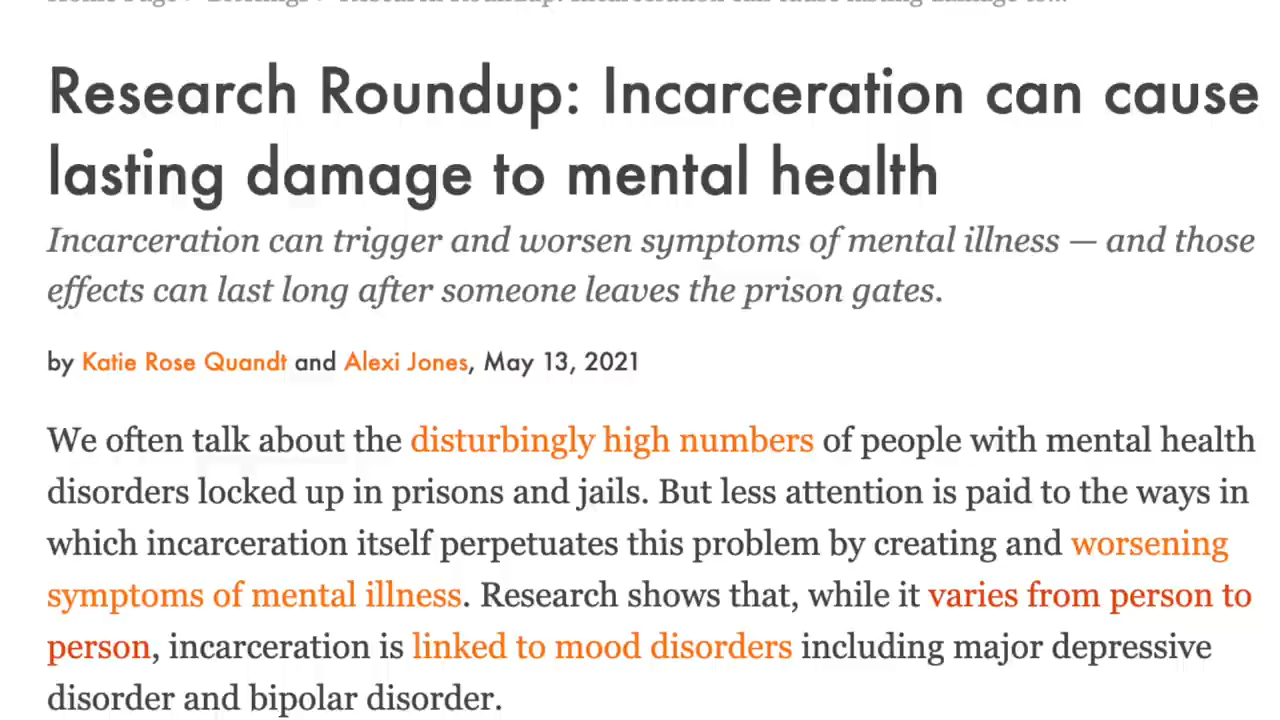 Research Roundup: Incarceration can cause
lasting damage to mental health
Incarceration can trigger and worsen symptoms of mental illness — and those
effects can last long after someone leaves the prison gates.
by Katie Rose Quandt and Alexi Jones, May 13, 2021
We often talk about the disturbingly high numbers of people with mental health
disorders locked up in prisons and jails. But less attention is paid to the ways in
which incarceration itself perpetuates this problem by creating and worsening
symptoms of mental illness. Research shows that, while it varies from person to
person, incarceration is linked to mood disorders including major depressive
disorder and bipolar disorder.